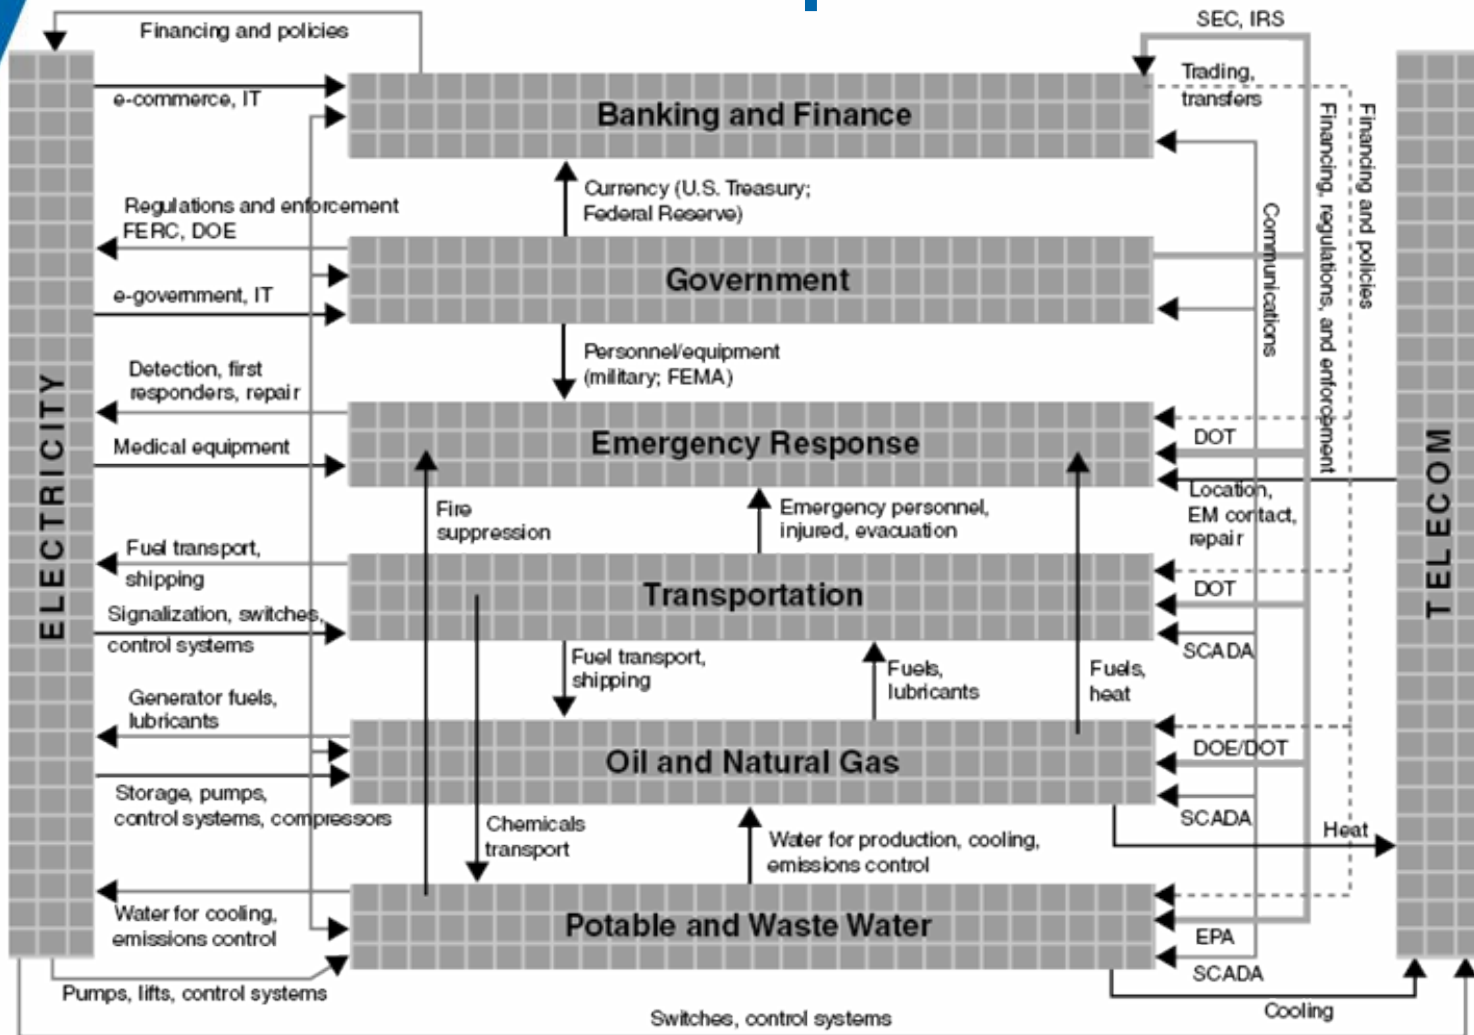 Financing and policies
SEC, IRS
e-commerce, IT
Banking and Finance
Trading,
transfers
Currency (U.S. Treasury;
Federal Reserve)
Regulations and enforcement
FERC, DOE
Government
e-government, IT
Personnel/equipment
(military; FEMA)
Detection, first
responders, repair
Medical equipment
Emergency Response
DOT
Location,
EM contact,
repair
Fire
suppression
Emergency personnel,
injured, evacuation
Fuel transport,
shipping
Transportation
DOT
Signalization, switches,
control systems
SCADA
Fuel transport,
shipping
Fuels,
lubricants
Fuels,
heat
Generator fuels,
lubricants
Oil and Natural Gas
DOE/DOT
Storage, pumps,
control systems, compressors
SCADA
Chemicals
transport
Water for production, cooling,
emissions control
Heat
Water for cooling,
emissions control
Potable and Waste Water
EPA
SCADA
Pumps, lifts, control systems
Cooling
Switches, control systems
ELECTRICITY
Communications
Financing, regulations, and enforcement
Financing and policies
TELECOM